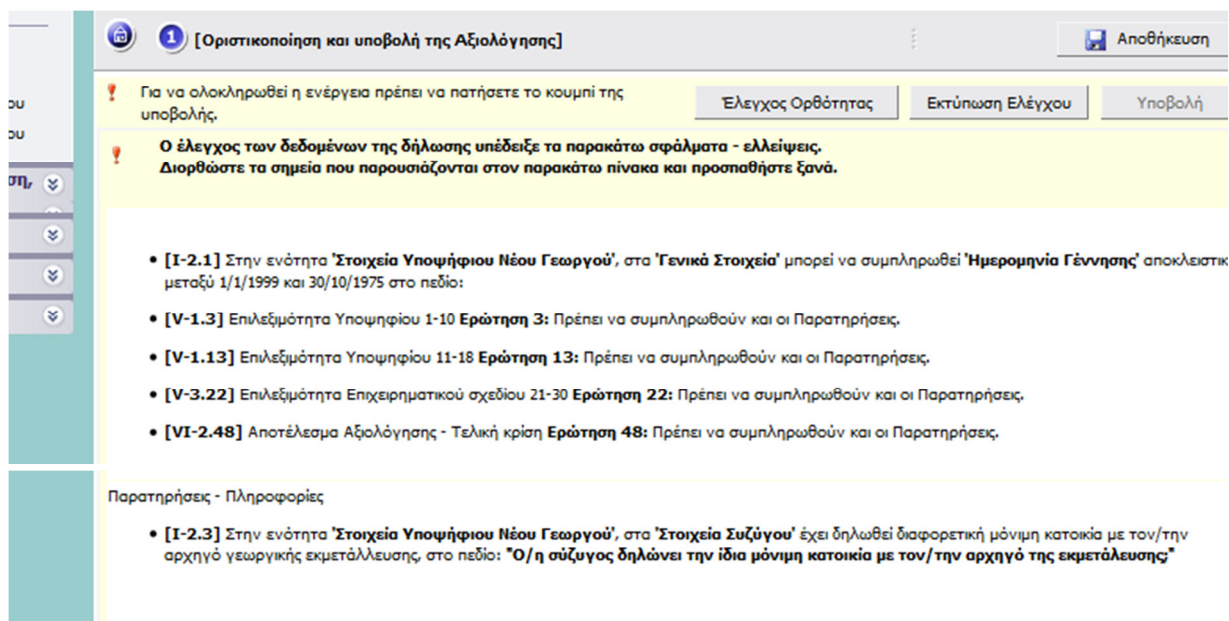 1 [Οριστικοποίηση και υποβολή της Αξιολόγησης]
Αποθήκευση
Για να ολοκληρωθεί η ενέργεια πρέπει να πατήσετε το κουμπί της
υποβολής.
Έλεγχος Ορθότητας
Εκτύπωση Ελέγχου
Υποβολή
ου
ου
ση,
Ο έλεγχος των δεδομένων της δήλωσης υπέδειξε τα παρακάτω σφάλματα - ελλείψεις.
Διορθώστε τα σημεία που παρουσιάζονται στον παρακάτω πίνακα και προσπαθήστε ξανά.
• [I-2.1] Στην ενότητα 'Στοιχεία Υποψήφιου Νέου Γεωργού', στα 'Γενικά Στοιχεία' μπορεί να συμπληρωθεί 'Ημερομηνία Γέννησης' αποκλειστικ
μεταξύ 1/1/1999 και 30/10/1975 στο πεδίο:
• [V-1.3] Επιλεξιμότητα Υποψηφίου 1-10 Ερώτηση 3: Πρέπει να συμπληρωθούν και οι Παρατηρήσεις.
• [V-1.13] Επιλεξιμότητα Υποψηφίου 11-18 Ερώτηση 13: Πρέπει να συμπληρωθούν και οι Παρατηρήσεις.
• [V-3.22] Επιλεξιμότητα Επιχειρηματικού σχεδίου 21-30 Ερώτηση 22: Πρέπει να συμπληρωθούν και οι Παρατηρήσεις.
• [VI-2.48] Αποτέλεσμα Αξιολόγησης - Τελική κρίση Ερώτηση 48: Πρέπει να συμπληρωθούν και οι Παρατηρήσεις.
Παρατηρήσεις - Πληροφορίες
• [I-2.3] Στην ενότητα 'Στοιχεία Υποψήφιου Νέου Γεωργού', στα 'Στοιχεία Συζύγου' έχει δηλωθεί διαφορετική μόνιμη κατοικία με τον/την
αρχηγό γεωργικής εκμετάλλευσης, στο πεδίο: "Ο/η σύζυγος δηλώνει την ίδια μόνιμη κατοικία με τον/την αρχηγό της εκμετάλευσης;"